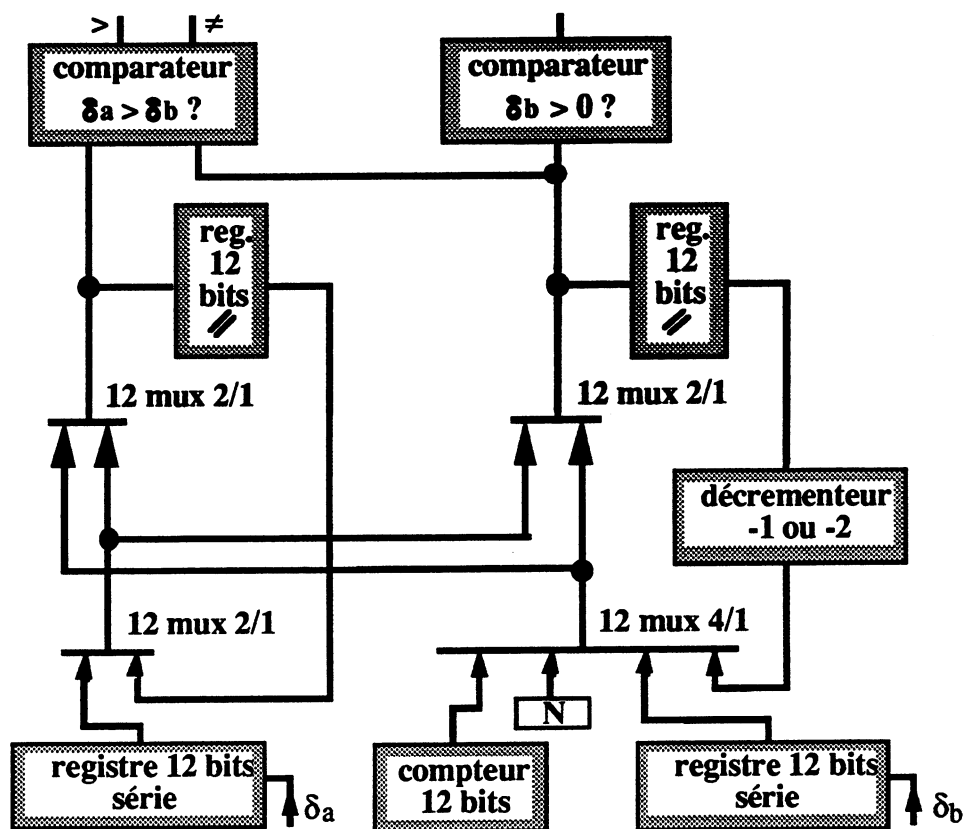 > ≠
comparateur
δa > δb ?
comparateur
δb > 0 ?
reg.
12
bits
//
reg.
12
bits
//
12 mux 2/1
12 mux 2/1
décrementeur
-1 ou -2
12 mux 2/1
12 mux 4/1
N
registre 12 bits
série
δa
compteur
12 bits
registre 12 bits
série
δb